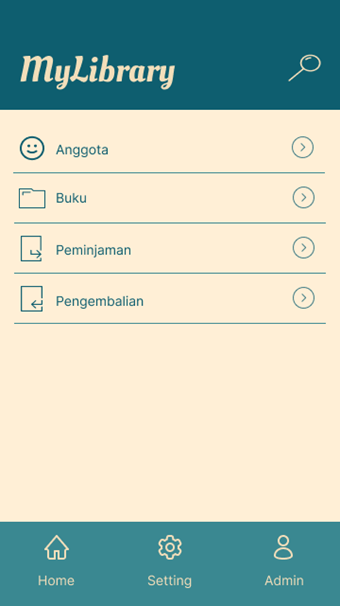 MyLibrary
Anggota
Buku
Peminjaman
Pengembalian
Home Setting Admin